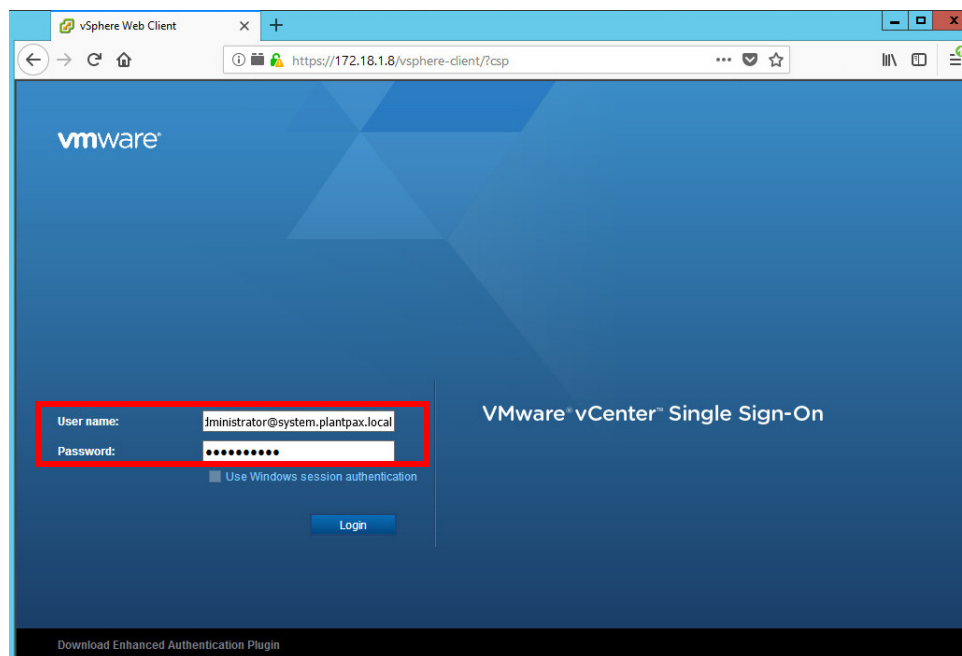 vSphere Web Client
https://172.18.1.8/vsphere-client/?csp
vmware®
User name:
dministrator@system.plantpax.local
VMware® vCenter™ Single Sign-On
Password:
••••••••••
Use Windows session authentication
Login
Download Enhanced Authentication Plugin